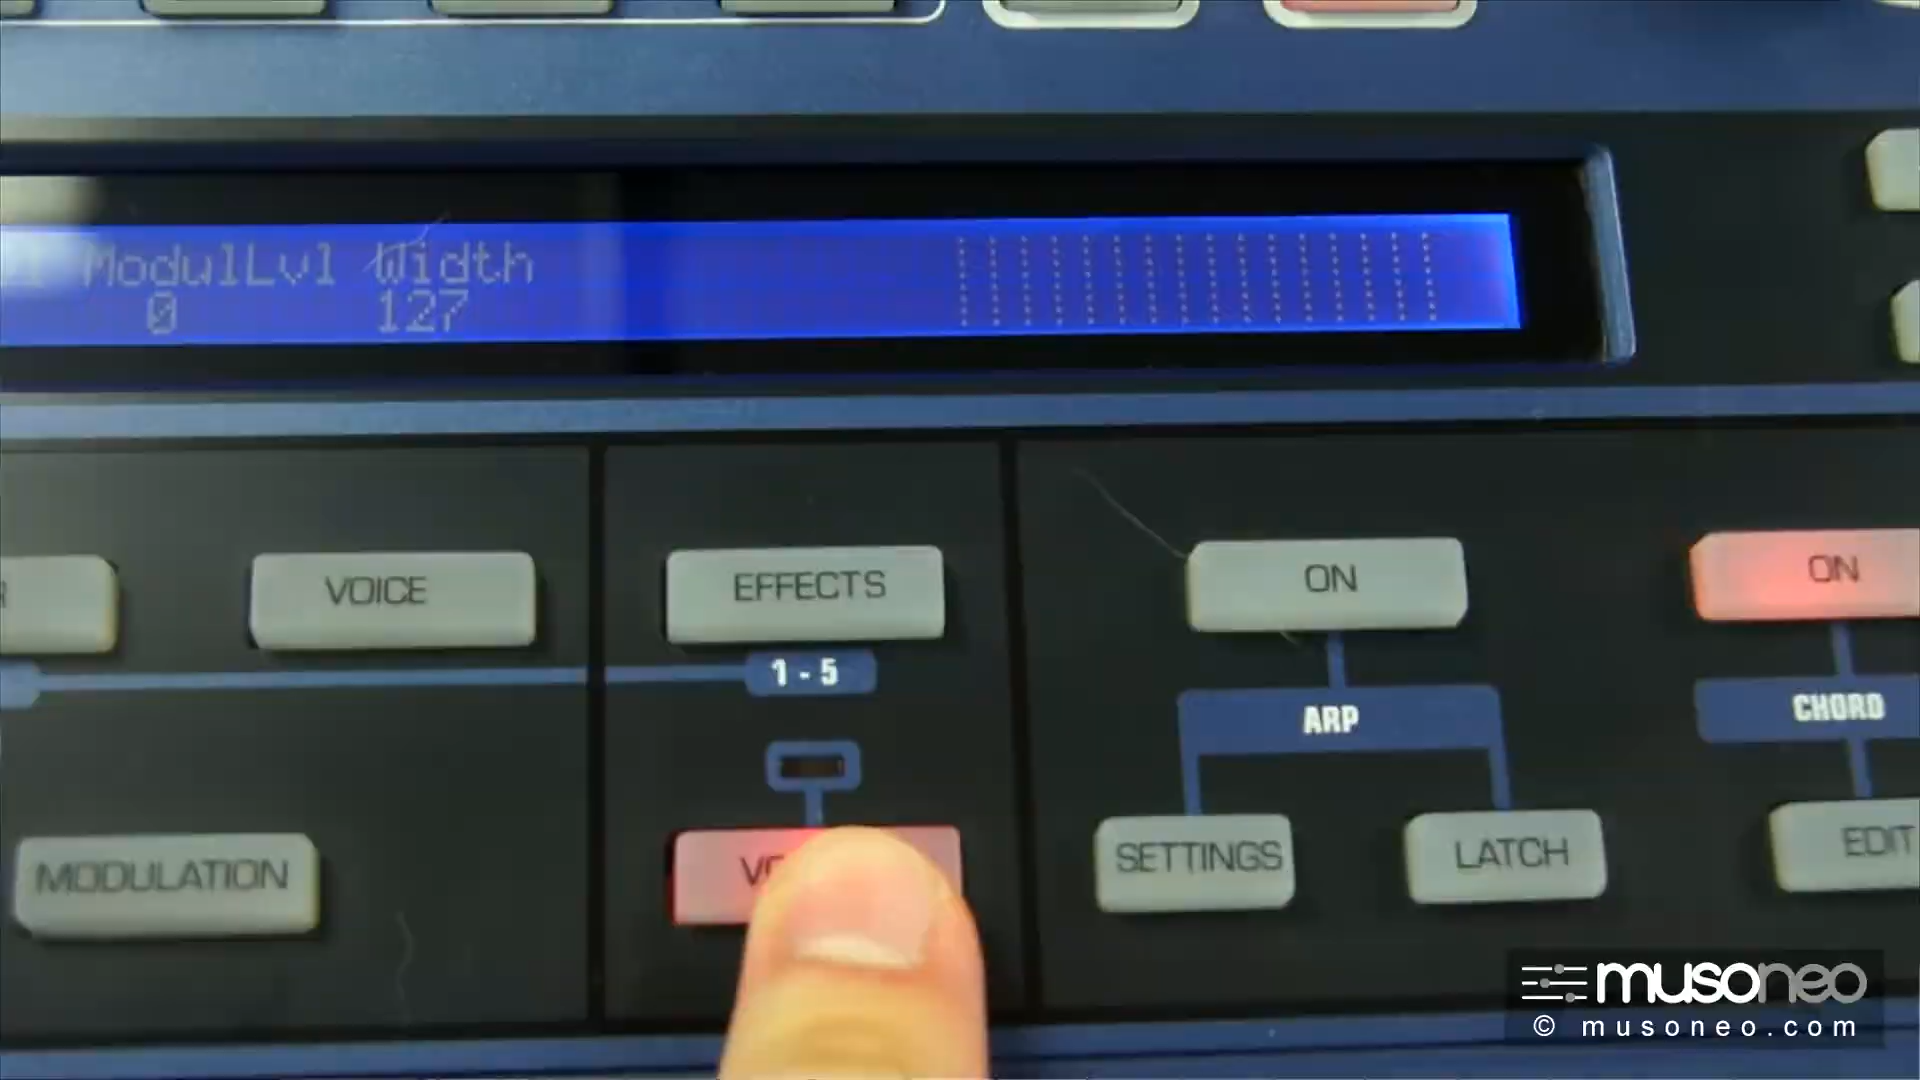 ModulLvl Width
0 127
VOICE
EFFECTS
ON
ON
1 - 5
ARP
CHORD
MODULATION
SETTINGS
LATCH
EDIT
musoneo
© musoneo.com